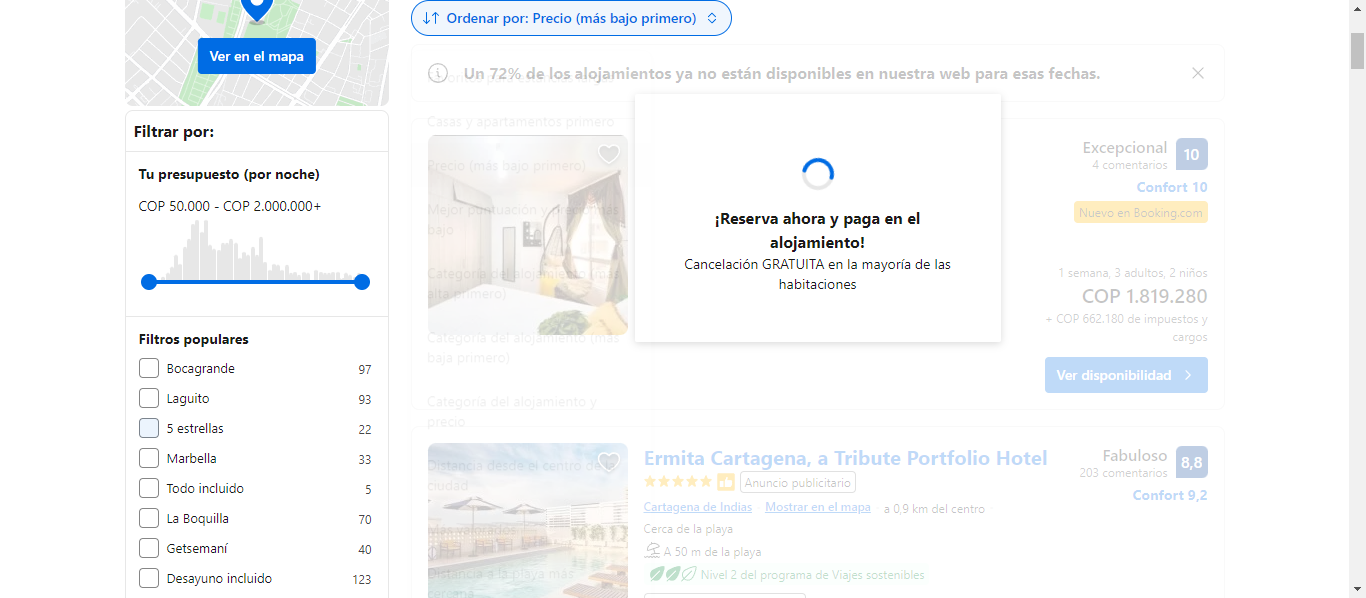 Ver en el mapa
Filtrar por:
Tu presupuesto (por noche)
COP 50.000 - COP 2.000.000+
Filtros populares
Bocagrande 97
Laguito 93
5 estrellas 22
Marbella 33
Todo incluido 5
La Boquilla 70
Getsemaní 40
Desayuno incluido 123
Ordenar por: Precio (más bajo primero)
Un 72% de los alojamientos ya no están disponibles en nuestra web para esas fechas.
Casas y apartamentos primero
Precio (más bajo primero)
Mejor puntuación y
bajo
Categoría del alojamiento (más
alta primero)
Categoría del alojamiento (más
baja primero)
Categoría del alojamiento y
precio
Distancia desde el centro de la
ciudad
Más valorados
Distancia a la playa más
cercana
¡Reserva ahora y paga en el
alojamiento!
Cancelación GRATUITA en la mayoría de las
habitaciones
Excepcional 10
4 comentarios
Confort 10
Nuevo en Booking.com
1 semana, 3 adultos, 2 niños
COP 1.819.280
+ COP 662.180 de impuestos y
cargos
Ver disponibilidad
Ermita Cartagena, a Tribute Portfolio Hotel
Anuncio publicitario
Cartagena de Indias Mostrar en el mapa a 0,9 km del centro
Cerca de la playa
A 50 m de la playa
Nivel 2 del programa de Viajes sostenibles
Fabuloso 8,8
203 comentarios
Confort 9,2